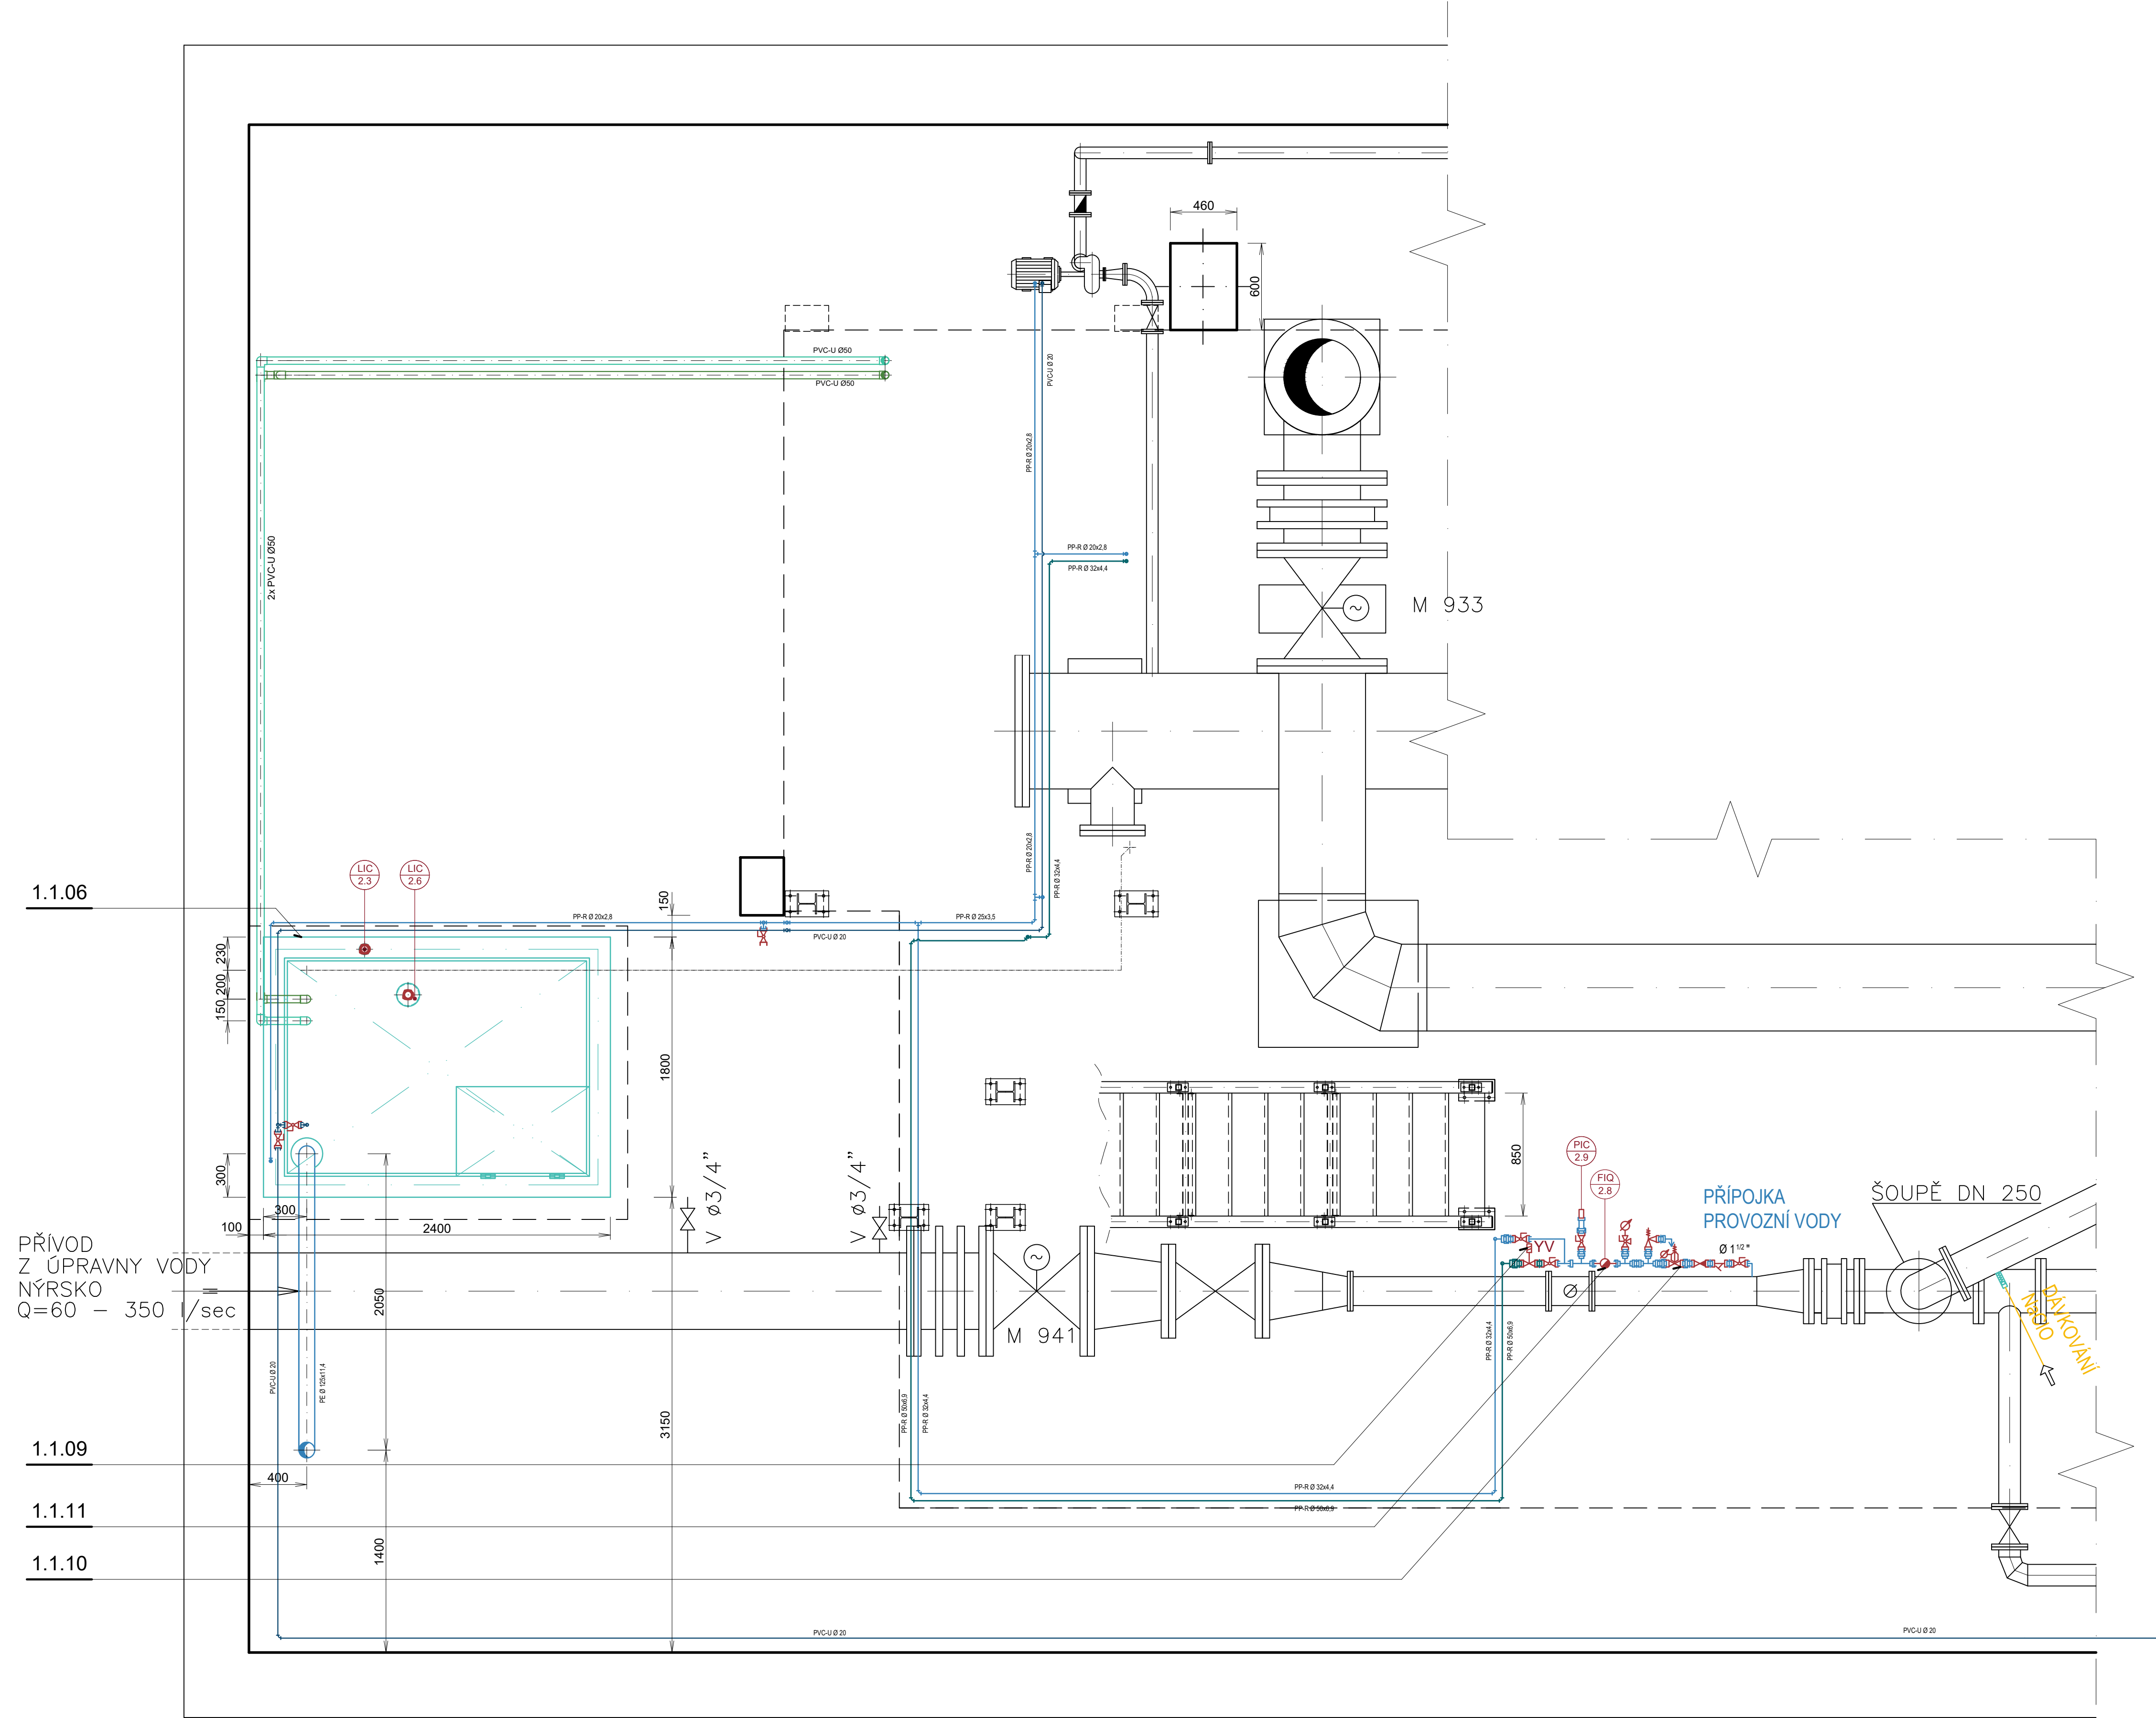 460
600
PVC-U Ø50
PVC-U Ø50
PVC-U Ø 20
PP-R Ø 20x2,8
2x PVC-U Ø50
PP-R Ø 20x2,8
PP-R Ø 32x4,4
M 933
PP-R Ø 20x2,8
PP-R Ø 32x4,4
LIC
2.3
LIC
2.6
1.1.06
150
PP-R Ø 20x2,8
PP-R Ø 25x3,5
PVC-U Ø 20
230
200
150
1800
300
300
100
2400
V ø3/4"
V ø3/4"
850
PIC
2.9
FIQ
2.8
PŘÍPOJKA
PROVOZNÍ VODY
ŠOUPĚ DN 250
YV
Ø 1 1/2 "
PŘÍVOD
Z ÚPRAVNY VODY
NÝRSKO
Q=60 – 350 l/sec
2050
M 941
DÁVKOVÁNÍ
NaClO
PVC-U Ø 20
PE Ø 125x11,4
PP-R Ø 50x6,9
PP-R Ø 32x4,4
PP-R Ø 32x4,4
PP-R Ø 50x6,9
3150
1.1.09
400
PP-R Ø 32x4,4
PP-R Ø 50x6,9
1.1.11
1400
1.1.10
PVC-U Ø 20
PVC-U Ø 20